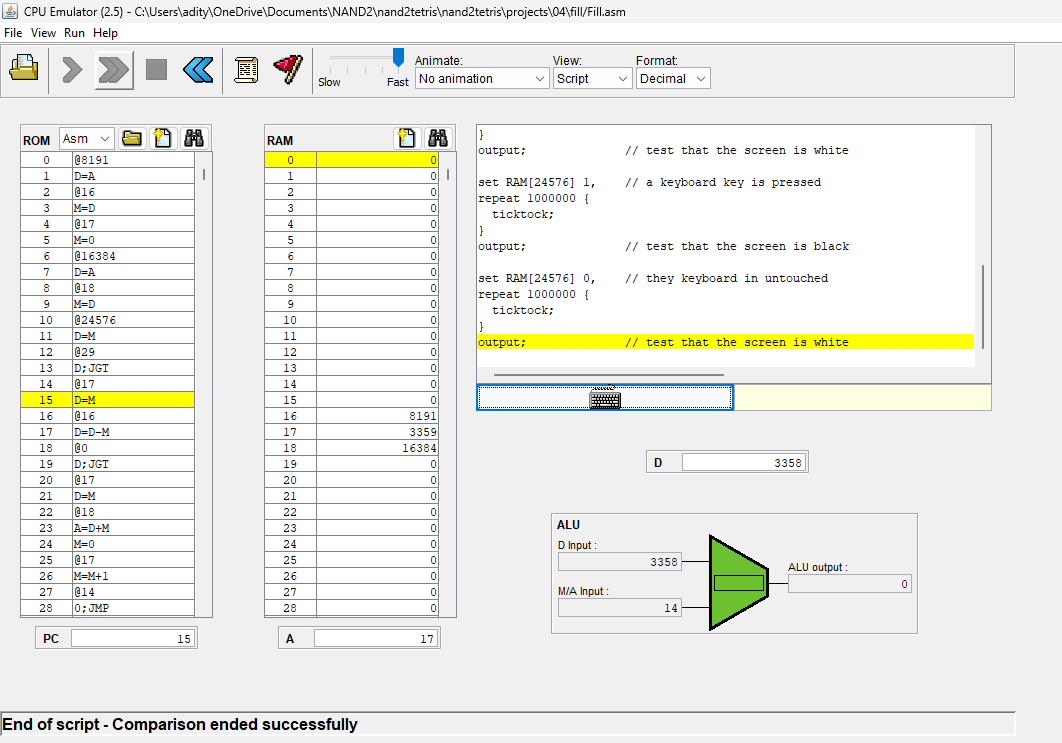 CPU Emulator (2.5) - C:\Users\adity\OneDrive\Documents\NAND2\nand2tetris\nand2tetris\projects\04\fill/Fill.asm
File View Run Help
Slow Fast
Animate:
No animation
View:
Script
Format:
Decimal
ROM Asm
0 @8191
1 D=A
2 @16
3 M=D
4 @17
5 M=0
6 @16384
7 D=A
8 @18
9 M=D
10 @24576
11 D=M
12 @29
13 D;JGT
14 @17
15 D=M
16 @16
17 D=D-M
18 @0
19 D;JGT
20 @17
21 D=M
22 @18
23 A=D+M
24 M=0
25 @17
26 M=M+1
27 @14
28 0;JMP
PC 15
RAM
0 0
1 0
2 0
3 0
4 0
5 0
6 0
7 0
8 0
9 0
10 0
11 0
12 0
13 0
14 0
15 0
16 8191
17 3359
18 16384
19 0
20 0
21 0
22 0
23 0
24 0
25 0
26 0
27 0
28 0
A 17
}
output; // test that the screen is white
set RAM[24576] 1, // a keyboard key is pressed
repeat 1000000 {
ticktock;
}
output; // test that the screen is black
set RAM[24576] 0, // they keyboard in untouched
repeat 1000000 {
ticktock;
}
output; // test that the screen is white
D 3358
ALU
D Input :
3358
M/A Input :
14
ALU output :
0
End of script - Comparison ended successfully